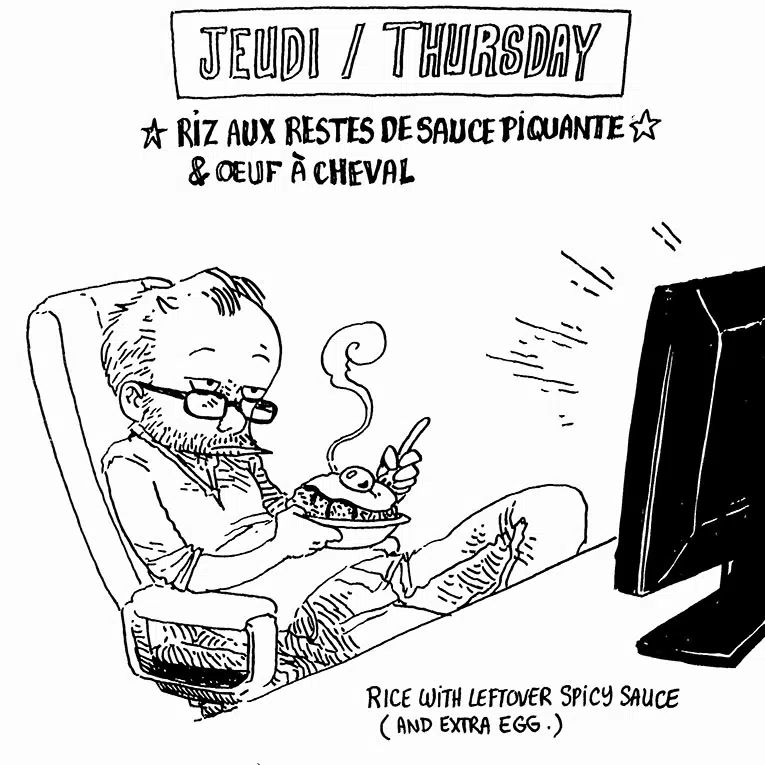 JEUDI / THURSDAY
☆ RIZ AUX RESTES DE SAUCE PIQUANTE ☆
& ŒUF À CHEVAL
RICE WITH LEFTOVER SPICY SAUCE
(AND EXTRA EGG.)